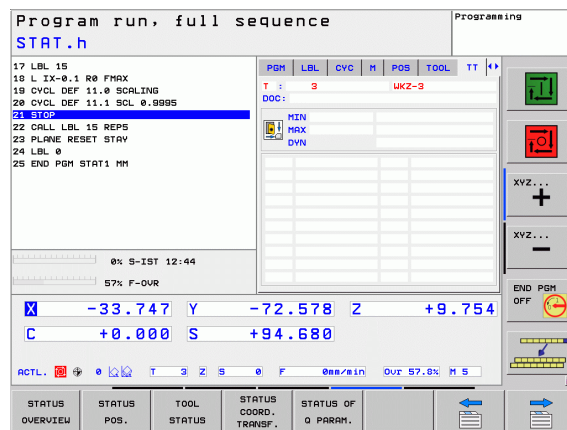 Program run, full sequence
Programming
STAT.h
17 LBL 15
18 L IX-0.1 R0 FMAX
19 CYCL DEF 11.0 SCALING
20 CYCL DEF 11.1 SCL 0.9995
21 STOP
22 CALL LBL 15 REP5
23 PLANE RESET STAY
24 LBL 0
25 END PGM STAT1 MM
PGM LBL CYC M POS TOOL TT
T : 3 WKZ-3
DOC:
MIN
MAX
DYN
0% S-IST 12:44
57% F-OVR
X -33.747 Y -72.578 Z +9.754
C +0.000 S +94.680
ACTL. 0 T 3 Z S 0 F 0mm/min Ovr 57.8% M 5
XYZ...
+
XYZ...
-
END PGM
OFF
STATUS
OVERVIEW
STATUS
POS.
TOOL
STATUS
STATUS
COORD.
TRANSF.
STATUS OF
Q PARAM.